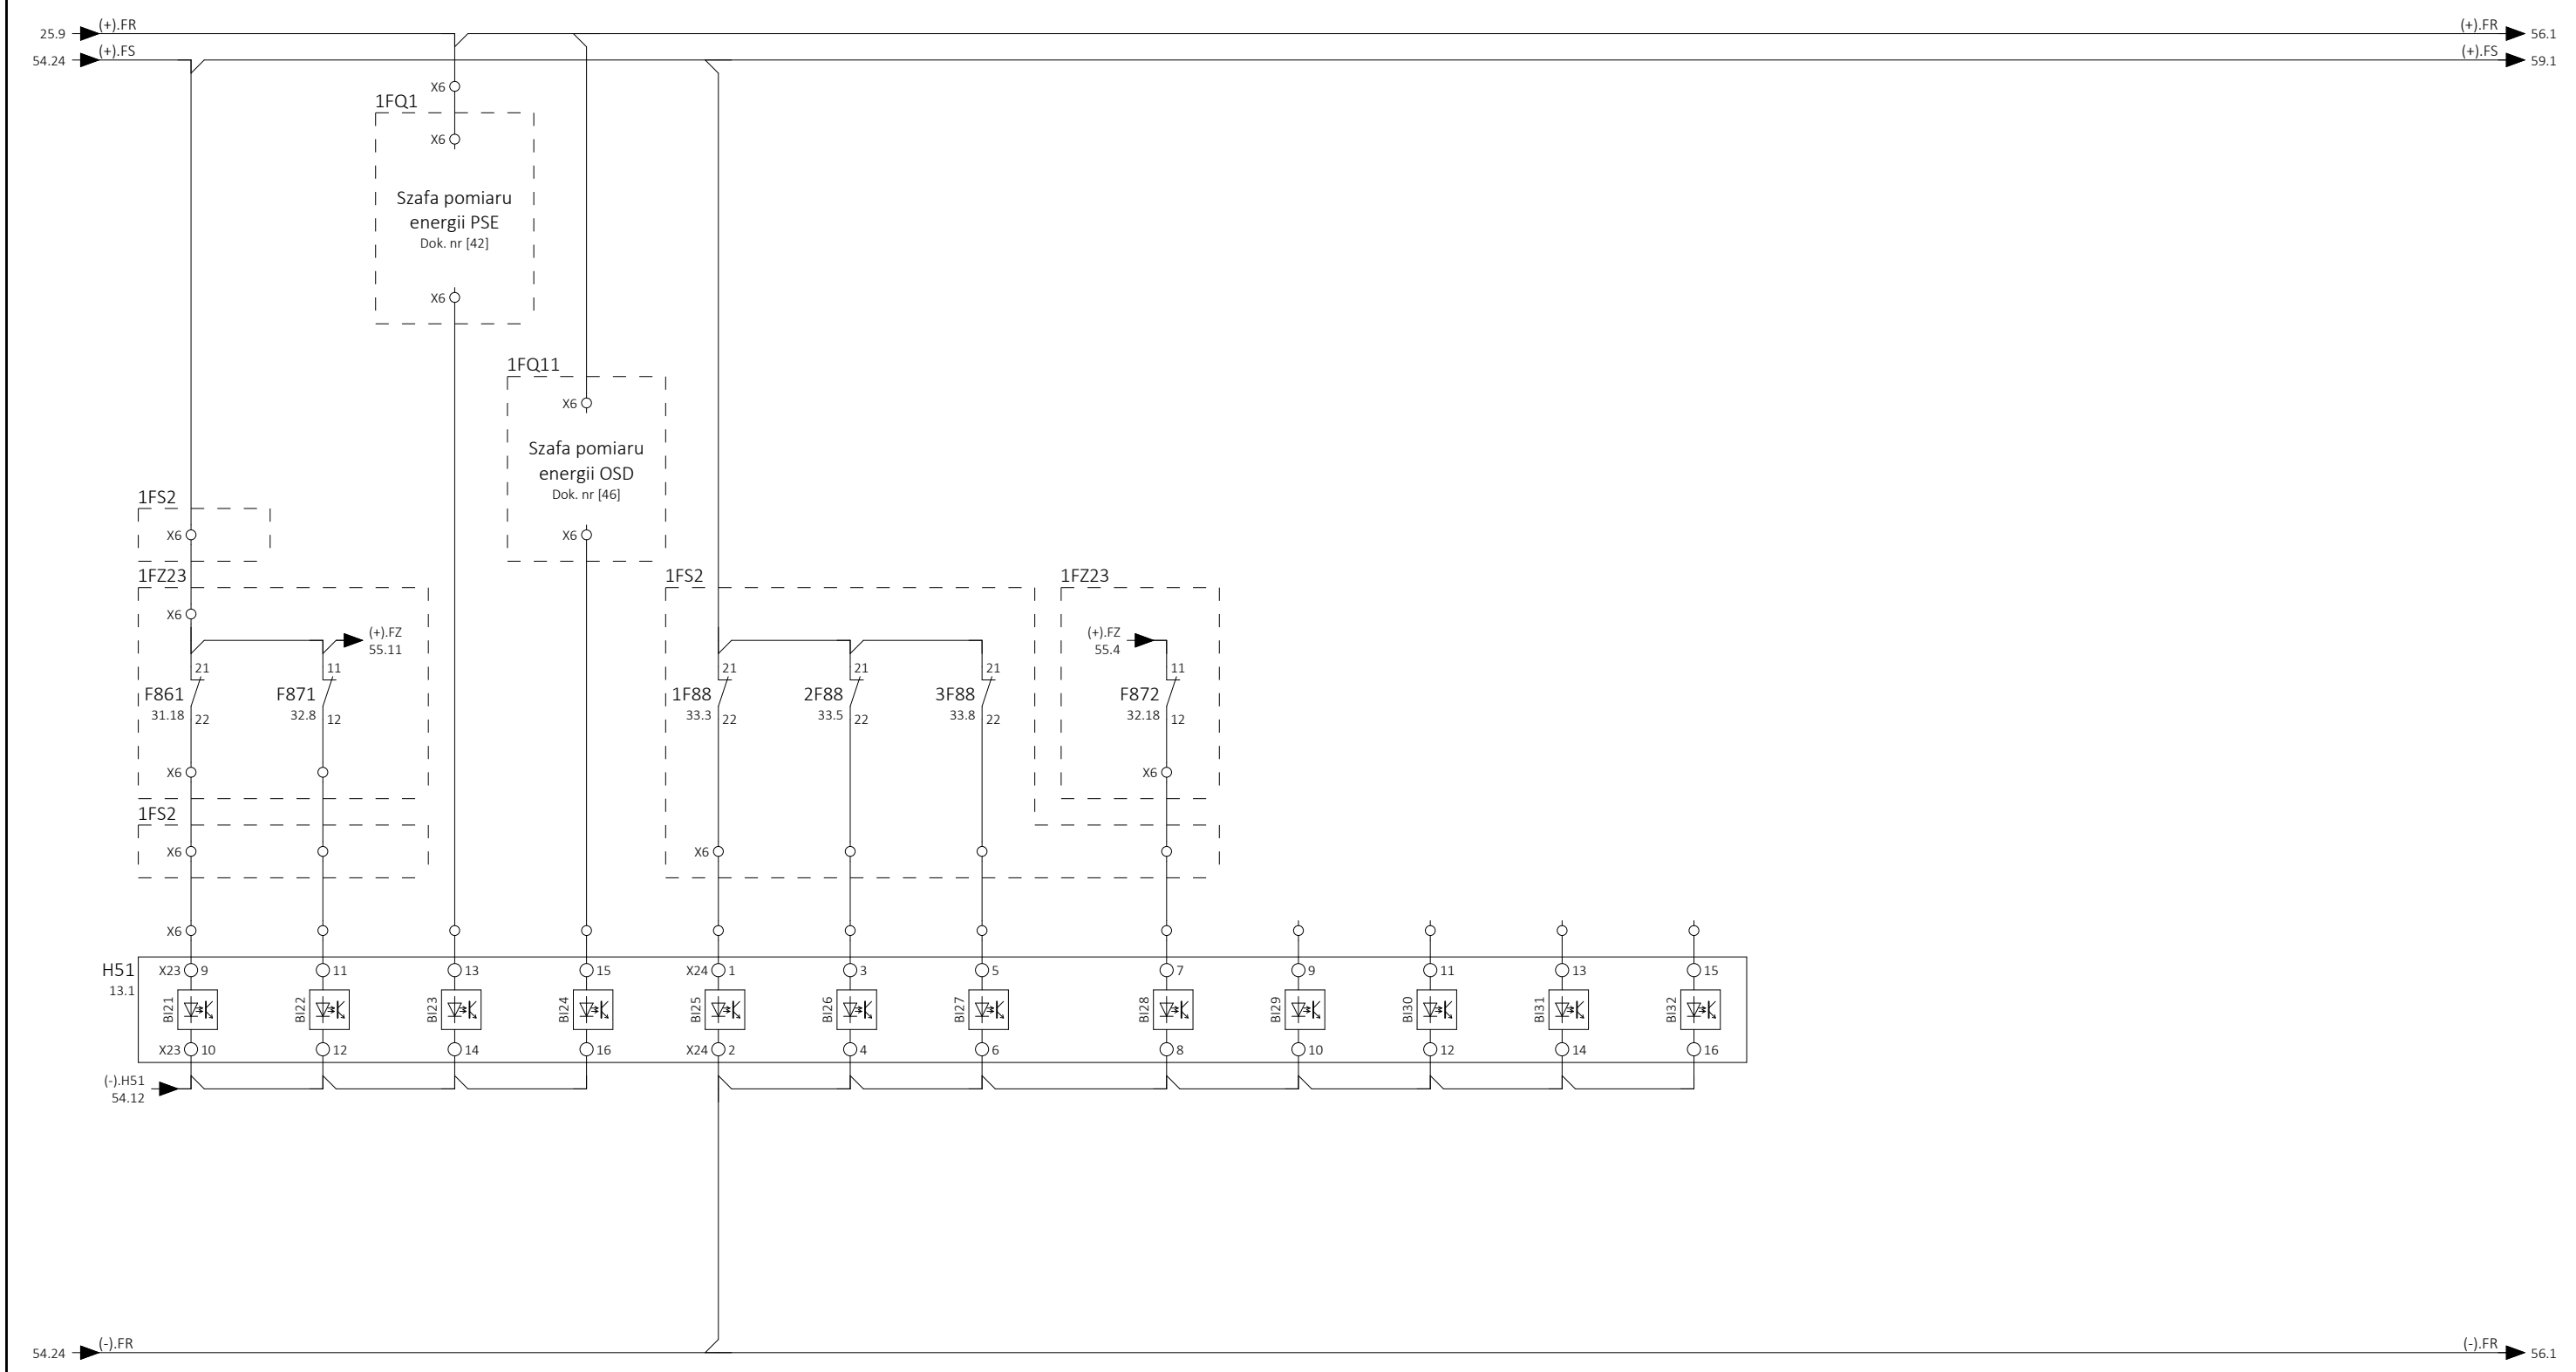 (+).FR
25.9
(+).FR
56.1
(+).FS
54.24
(+).FS
59.1
X6
1FQ1
X6
Szafa pomiaru
energii PSE
Dok. nr [42]
X6
1FQ11
X6
Szafa pomiaru
energii OSD
Dok. nr [46]
X6
1FS2
X6
1FZ23
X6
(+).FZ
55.11
21
F861
31.18
22
11
F871
32.8
12
X6
1FS2
X6
1FS2
21
1F88
33.3
22
21
2F88
33.5
22
21
3F88
33.8
22
X6
1FZ23
(+).FZ
55.4
11
F872
32.18
12
X6
X6
H51
13.1
X23 9
11
13
15
X24 1
3
5
7
9
11
13
15
BI21
BI22
BI23
BI24
BI25
BI26
BI27
BI28
BI29
BI30
BI31
BI32
X23 10
12
14
16
X24 2
4
6
8
10
12
14
16
(-).H51
54.12
(-).FR
54.24
(-).FR
56.1